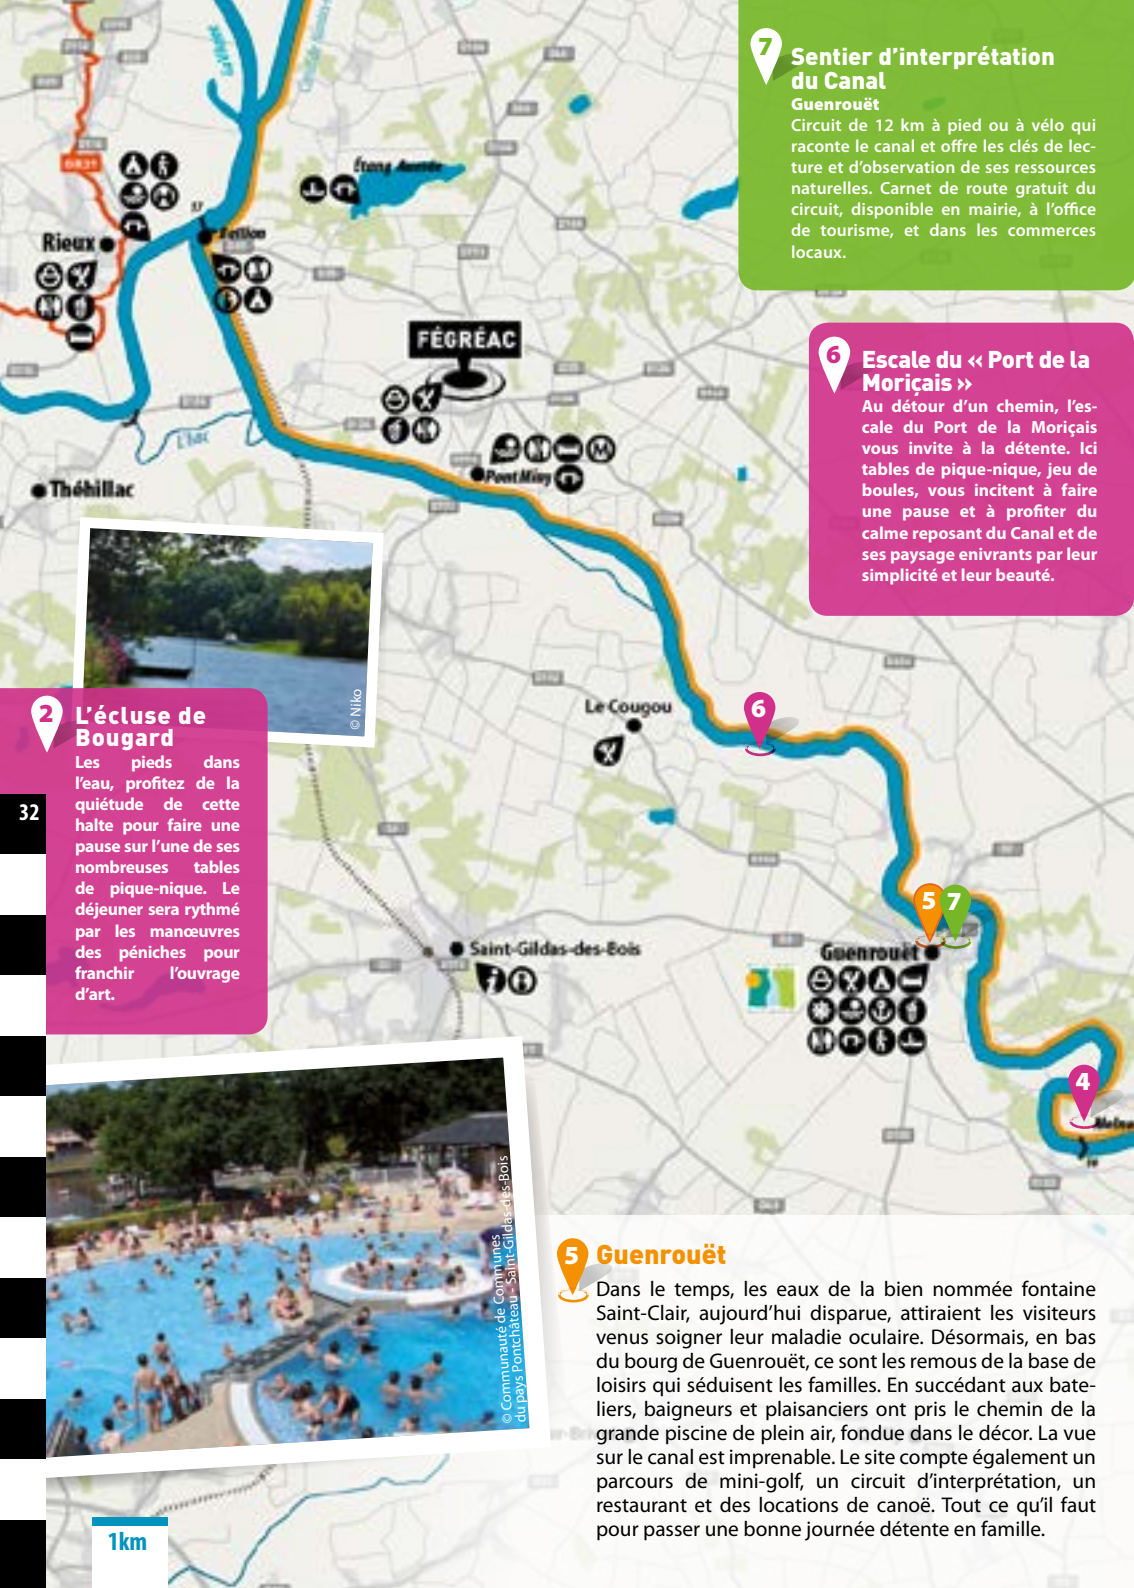 7
Sentier d’interprétation
du Canal
Guenrouët
Circuit de 12 km à pied ou à vélo qui
raconte le canal et offre les clés de lec-
ture et d’observation de ses ressources
naturelles. Carnet de route gratuit du
circuit, disponible en mairie, à l’office
de tourisme, et dans les commerces
locaux.
6
Escale du « Port de la
Moriçais »
Au détour d’un chemin, l’es-
cale du Port de la Moriçais
vous invite à la détente. Ici
tables de pique-nique, jeu de
boules, vous incitent à faire
une pause et à profiter du
calme reposant du Canal et de
ses paysage enivrants par leur
simplicité et leur beauté.
Étang Aumée
Rieux
FÉGRÉAC
Pont Miny
Théhillac
L'Isac
© Niko
2
L’écluse de
Bougard
Les pieds dans
l’eau, profitez de la
quiétude de cette
halte pour faire une
pause sur l’une de ses
nombreuses tables
de pique-nique. Le
déjeuner sera rythmé
par les manœuvres
des péniches pour
franchir l’ouvrage
d’art.
32
Le Cougou
6
5
7
Saint-Gildas-des-Bois
Guenrouët
4
© Communauté de Communes
du pays Pontchâteau - Saint-Gildas-des-Bois
5
Guenrouët
Dans le temps, les eaux de la bien nommée fontaine
Saint-Clair, aujourd’hui disparue, attiraient les visiteurs
venus soigner leur maladie oculaire. Désormais, en bas
du bourg de Guenrouët, ce sont les remous de la base de
loisirs qui séduisent les familles. En succédant aux bate-
liers, baigneurs et plaisanciers ont pris le chemin de la
grande piscine de plein air, fondue dans le décor. La vue
sur le canal est imprenable. Le site compte également un
parcours de mini-golf, un circuit d’interprétation, un
restaurant et des locations de canoë. Tout ce qu’il faut
pour passer une bonne journée détente en famille.
1km